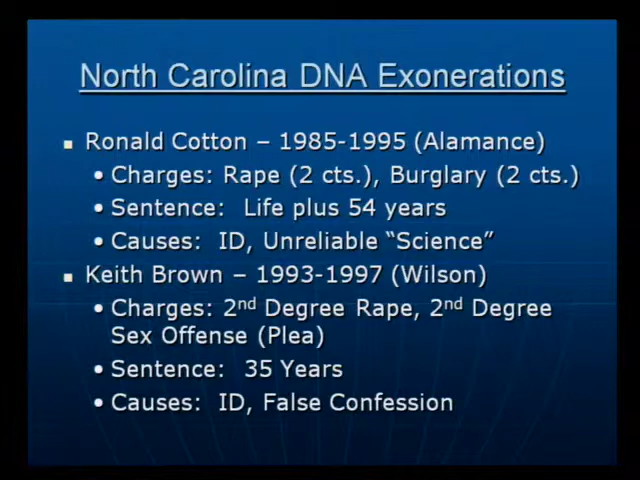 North Carolina DNA Exonerations
▪ Ronald Cotton – 1985-1995 (Alamance)
• Charges: Rape (2 cts.), Burglary (2 cts.)
• Sentence: Life plus 54 years
• Causes: ID, Unreliable “Science”
▪ Keith Brown – 1993-1997 (Wilson)
• Charges: 2nd Degree Rape, 2nd Degree
Sex Offense (Plea)
• Sentence: 35 Years
• Causes: ID, False Confession